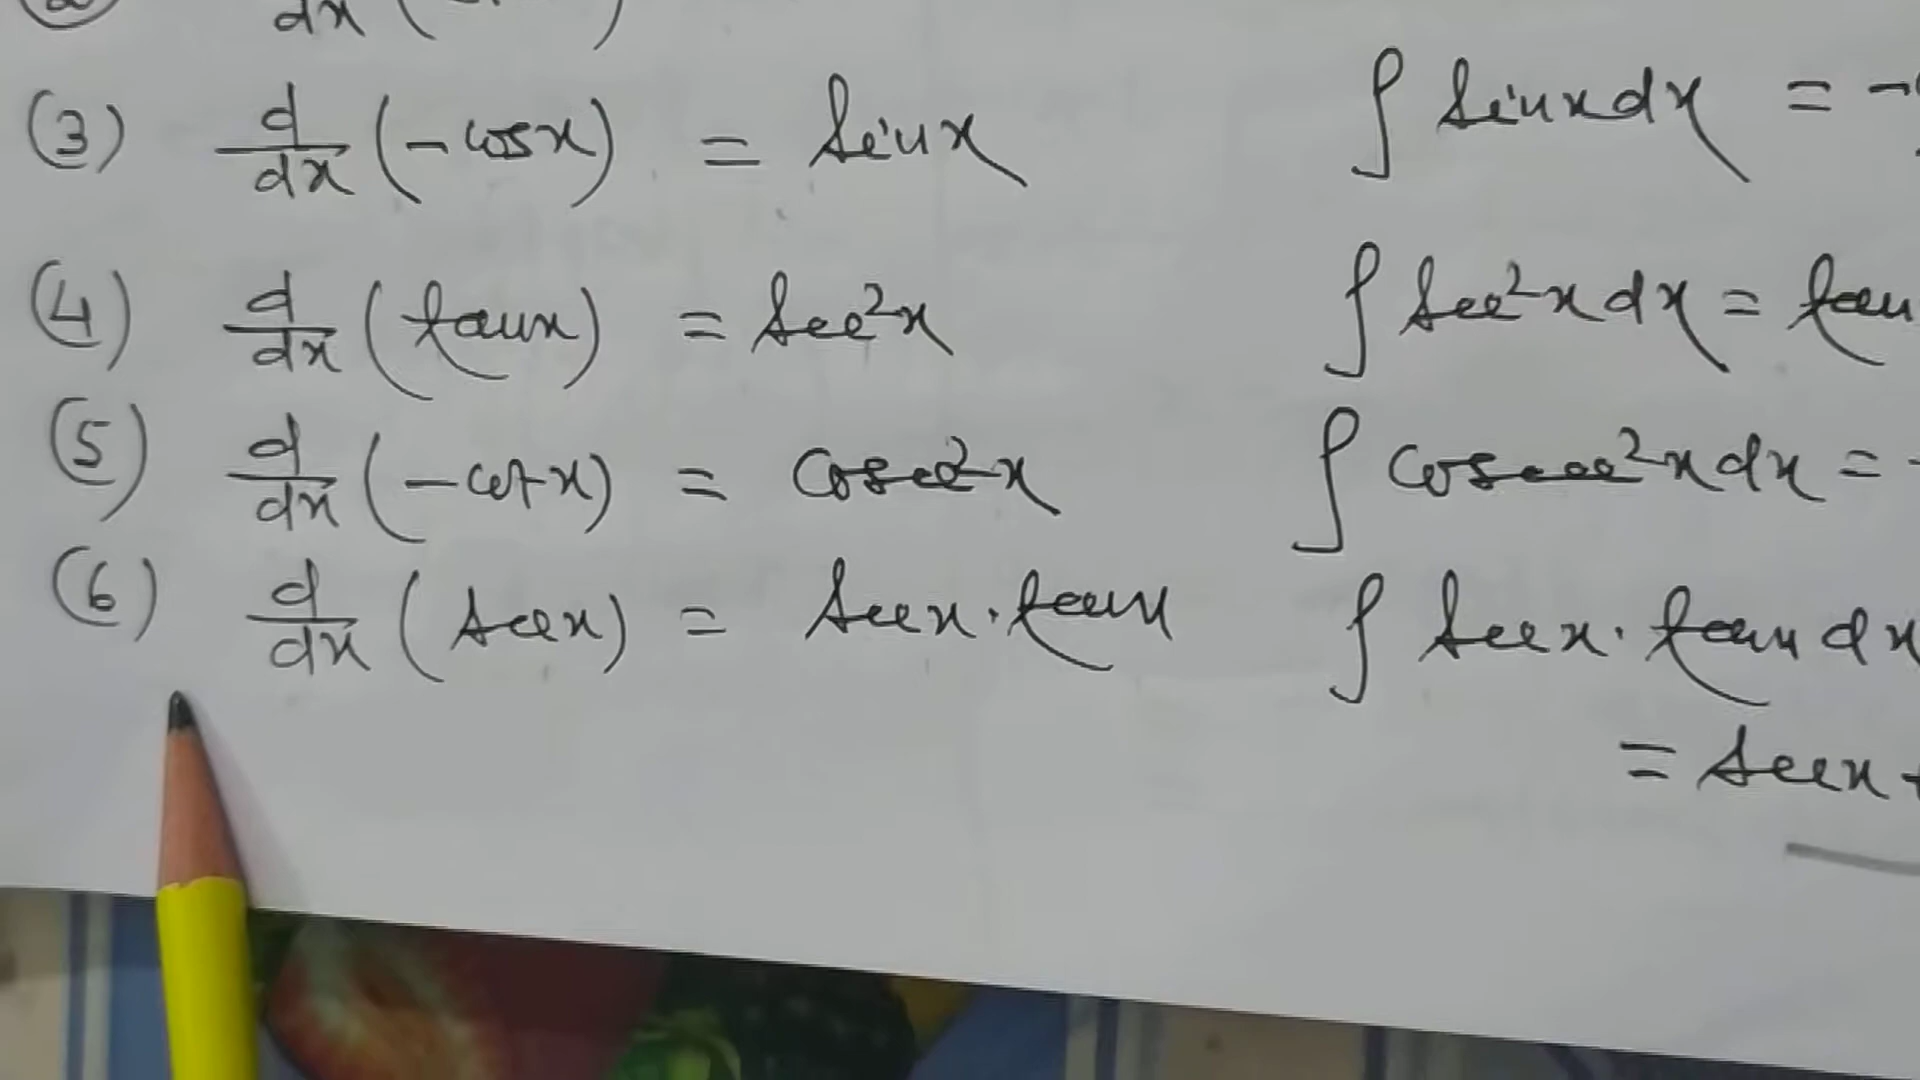 d/dx (
(3) d/dx (-cosx) = sinx ∫ sinx dx = -
(4) d/dx (tanx) = sec²x ∫ sec²x dx = tan
(5) d/dx (-cotx) = cosec²x ∫ cosec²x dx = -
(6) d/dx (secx) = secx·tanx ∫ secx·tanx dx
= secx +